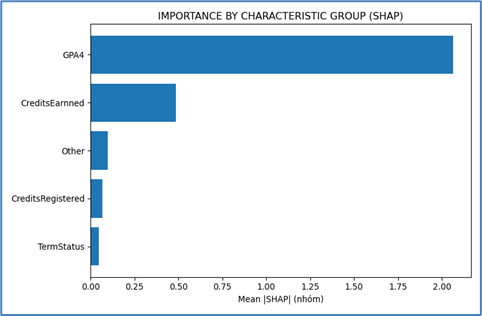 IMPORTANCE BY CHARACTERISTIC GROUP (SHAP)
GPA4
CreditsEarnned
Other
CreditsRegistered
TermStatus
0.00 0.25 0.50 0.75 1.00 1.25 1.50 1.75 2.00
Mean |SHAP| (nhóm)